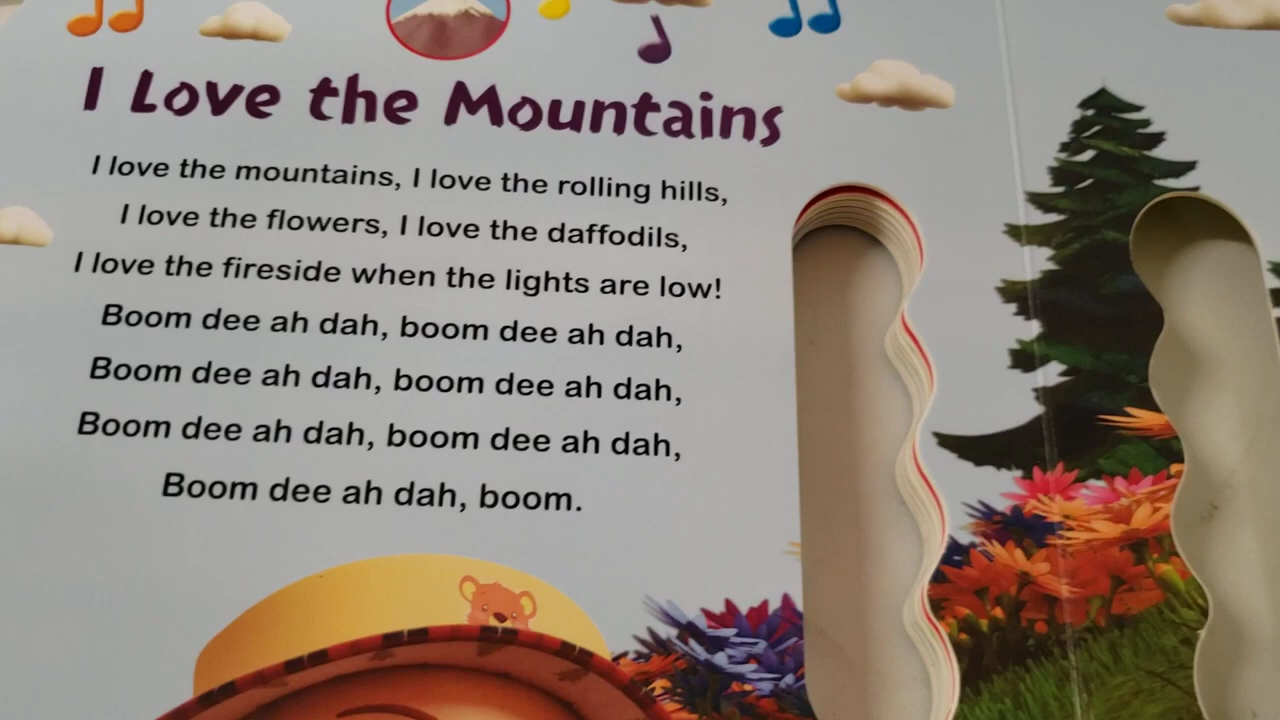 I Love the Mountains
I love the mountains, I love the rolling hills,
I love the flowers, I love the daffodils,
I love the fireside when the lights are low!
Boom dee ah dah, boom dee ah dah,
Boom dee ah dah, boom dee ah dah,
Boom dee ah dah, boom dee ah dah,
Boom dee ah dah, boom.